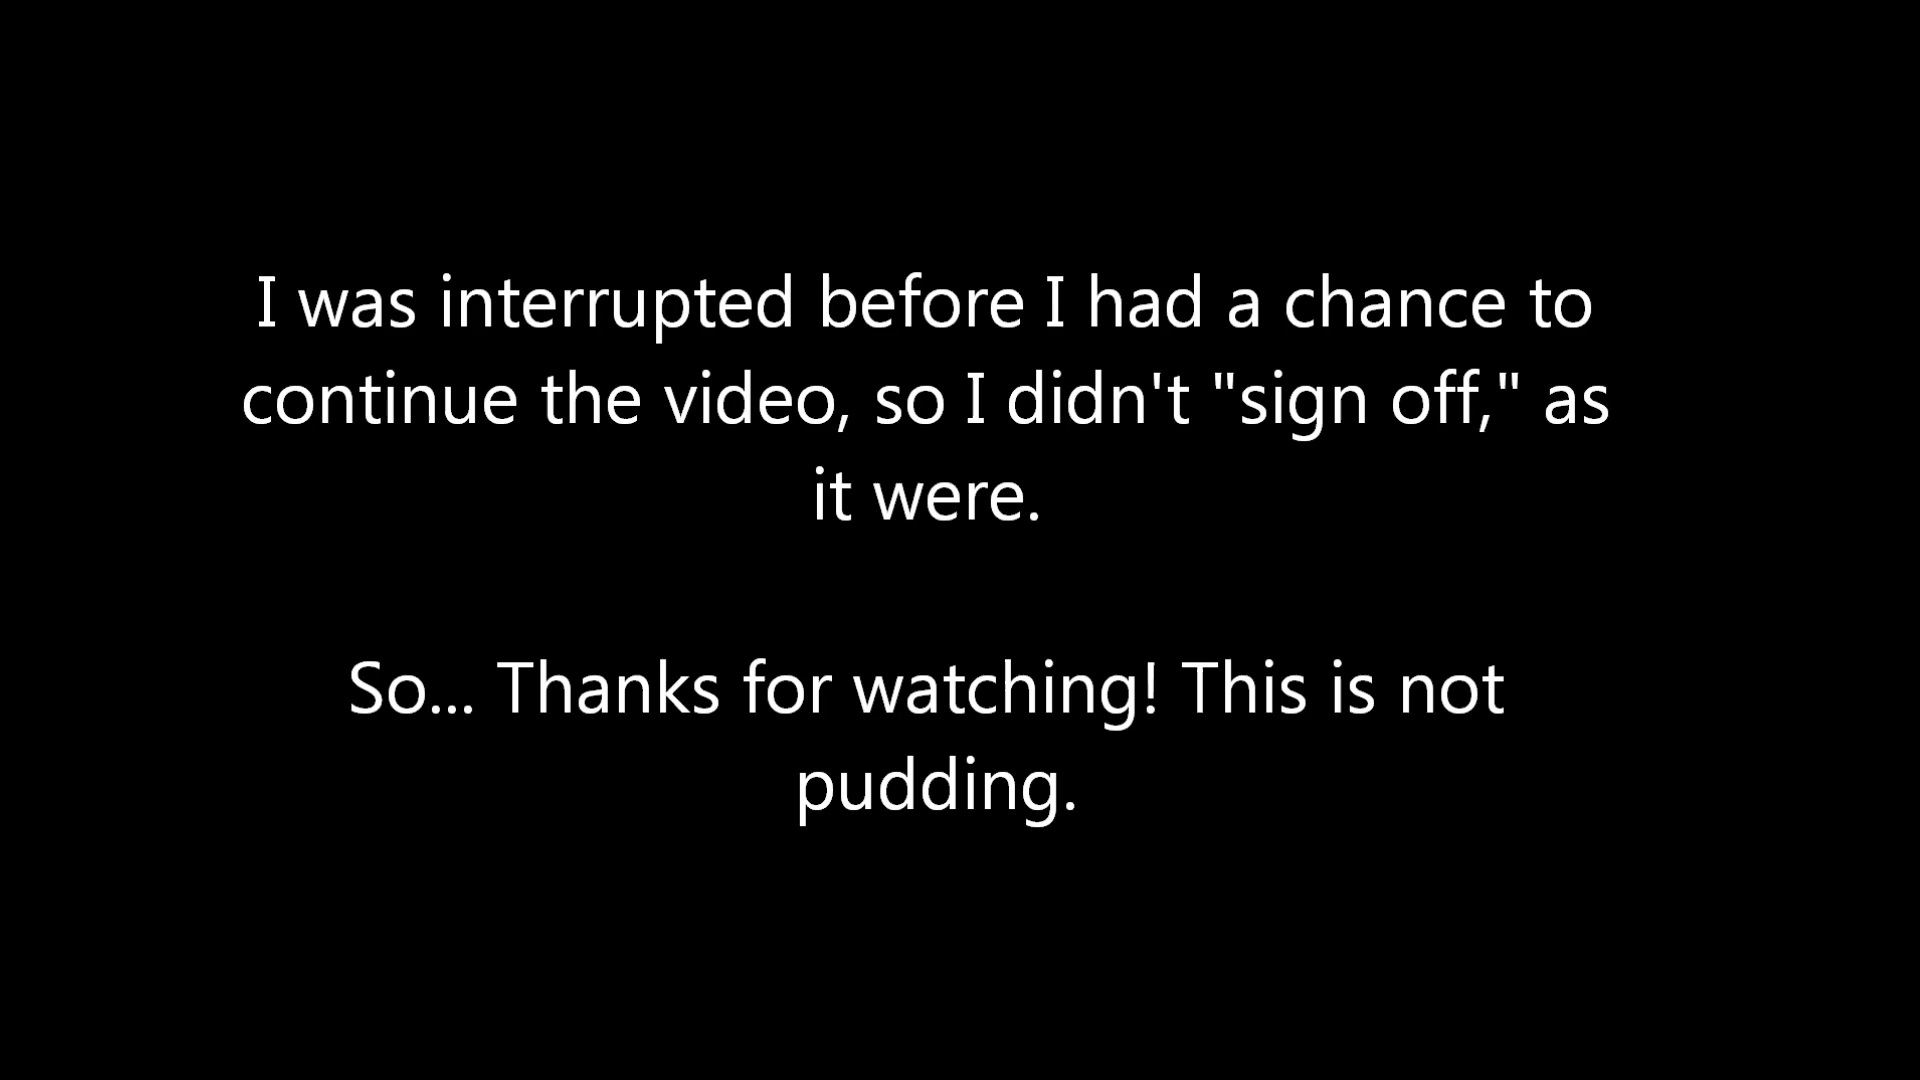 I was interrupted before I had a chance to
continue the video, so I didn't "sign off," as
it were.
So... Thanks for watching! This is not
pudding.